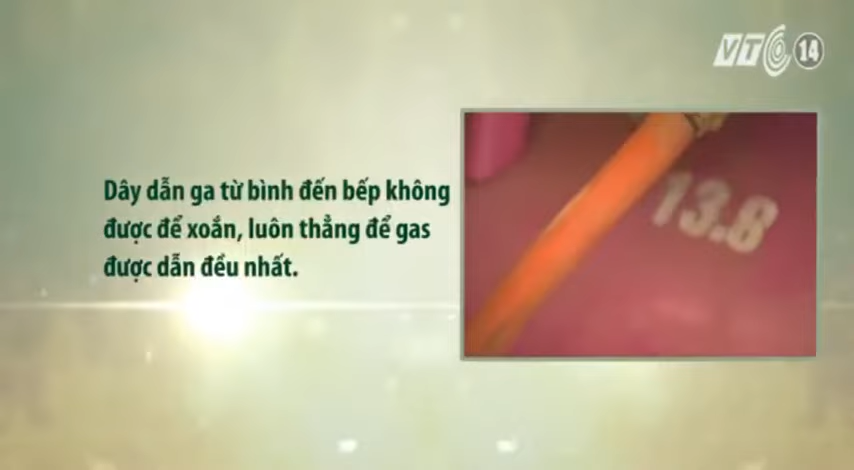 VTC 14
Dây dẫn ga từ bình đến bếp không
được để xoắn, luôn thẳng để gas
được dẫn đều nhất.
13.8